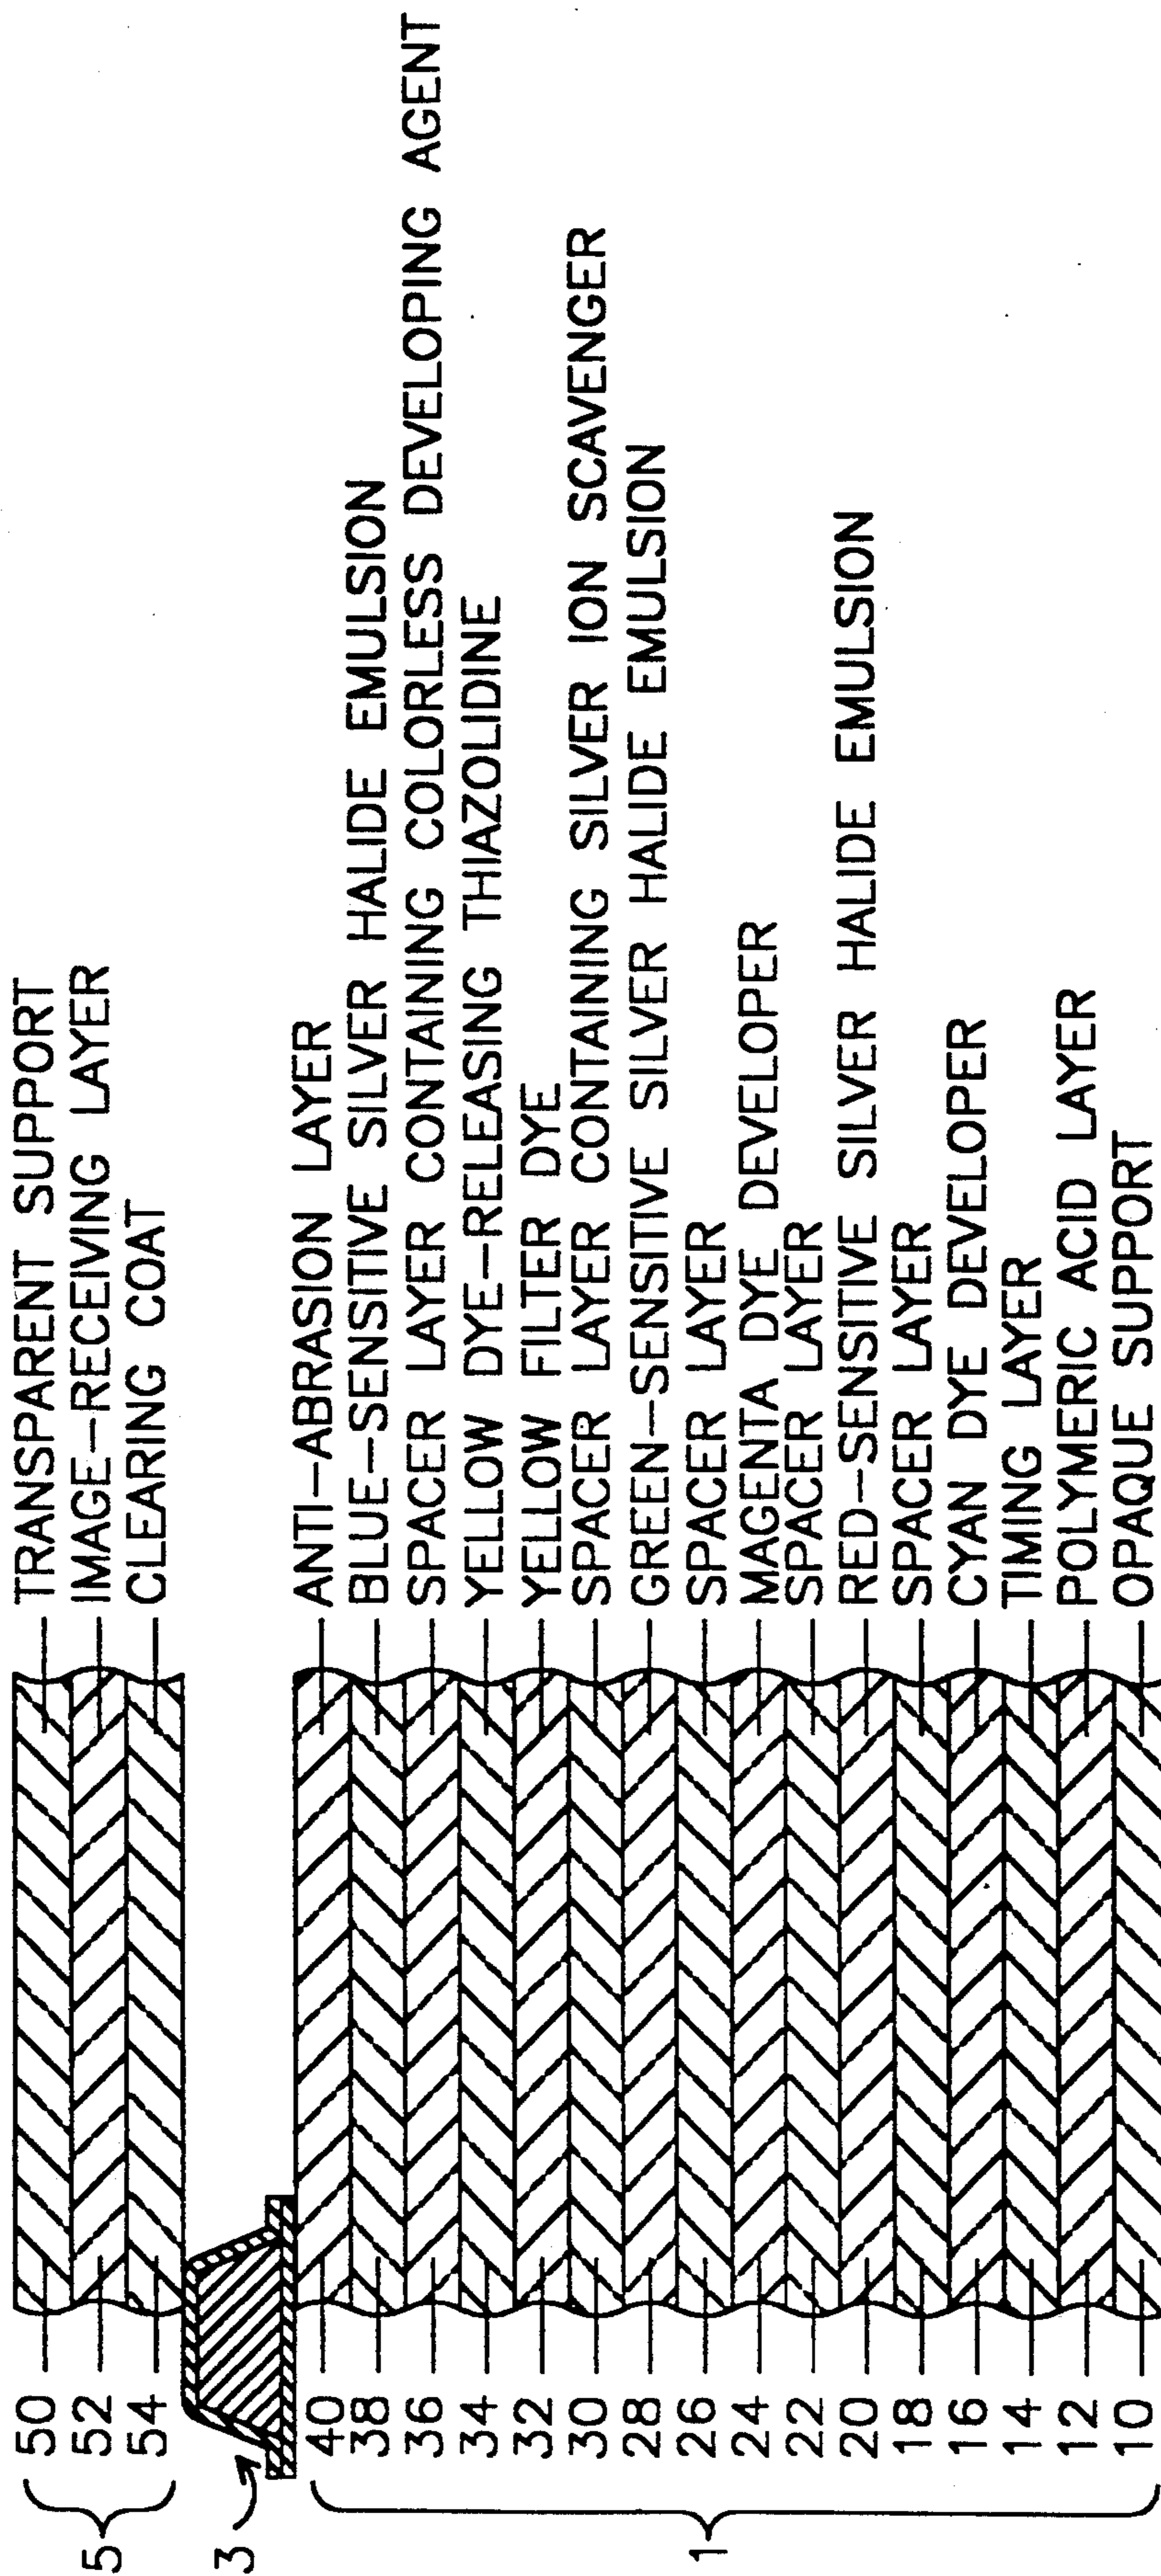 5
50 TRANSPARENT SUPPORT
52 IMAGE-RECEIVING LAYER
54 CLEARING COAT
3
1
40 ANTI-ABRASION LAYER
38 BLUE-SENSITIVE SILVER HALIDE EMULSION
36 SPACER LAYER CONTAINING COLORLESS DEVELOPING AGENT
34 YELLOW DYE-RELEASING THIAZOLIDINE
32 YELLOW FILTER DYE
30 SPACER LAYER CONTAINING SILVER ION SCAVENGER
28 GREEN-SENSITIVE SILVER HALIDE EMULSION
26 SPACER LAYER
24 MAGENTA DYE DEVELOPER
22 SPACER LAYER
20 RED-SENSITIVE SILVER HALIDE EMULSION
18 SPACER LAYER
16 CYAN DYE DEVELOPER
14 TIMING LAYER
12 POLYMERIC ACID LAYER
10 OPAQUE SUPPORT